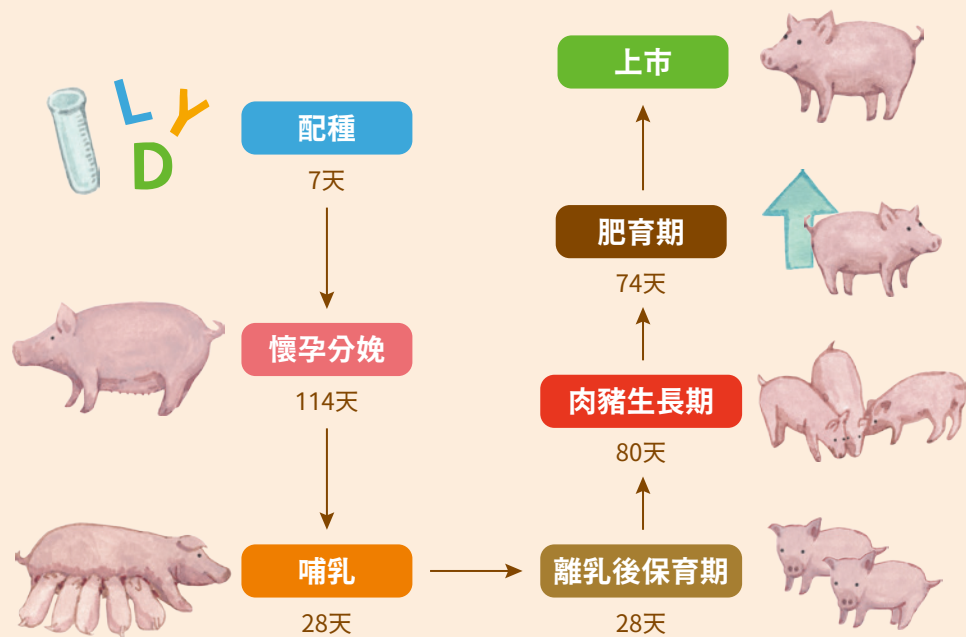 L Y
D
配種
7天
懷孕分娩
114天
哺乳
28天
離乳後保育期
28天
肉豬生長期
80天
肥育期
74天
上市